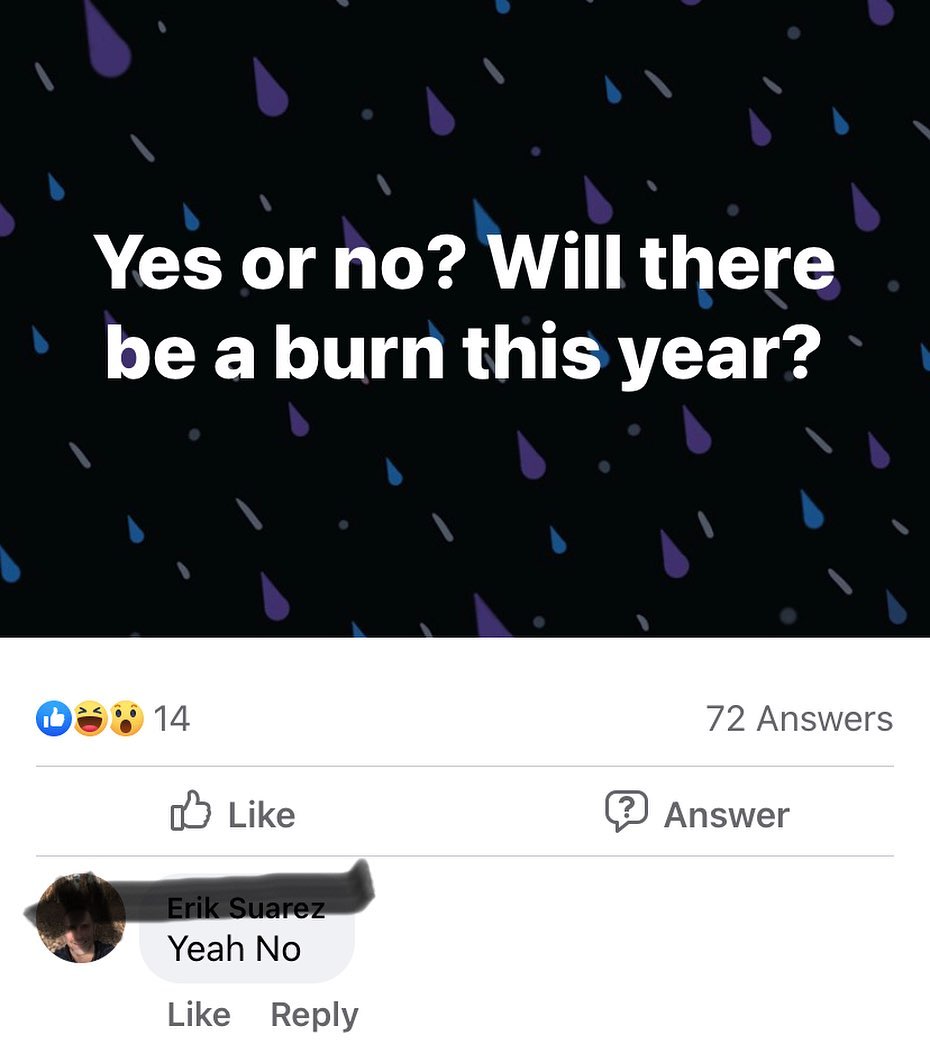 Yes or no? Will there
be a burn this year?
14
72 Answers
Like
Answer
Erik Suarez
Yeah No
Like Reply